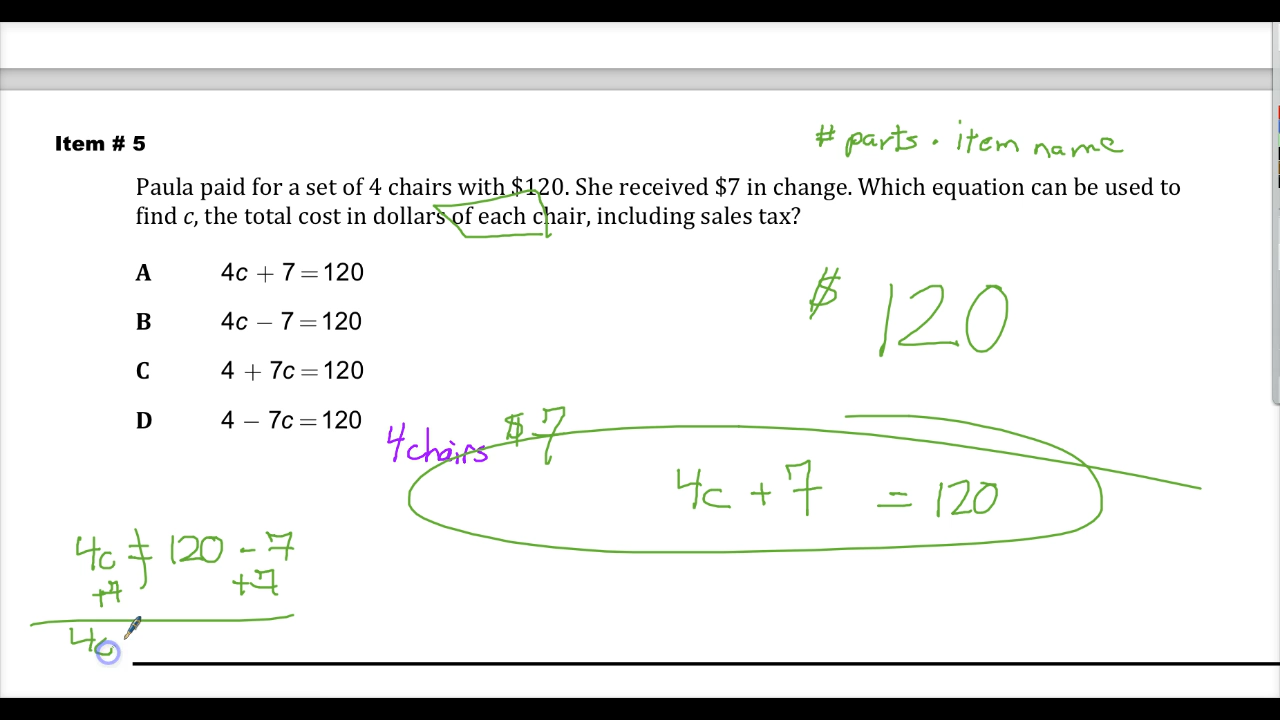 Item # 5
# parts · item name
Paula paid for a set of 4 chairs with $120. She received $7 in change. Which equation can be used to
find c, the total cost in dollars of each chair, including sales tax?
A 4c + 7 = 120
B 4c − 7 = 120
C 4 + 7c = 120
D 4 − 7c = 120
$ 120
4 chairs $7
4c + 7 = 120
4c = 120 - 7
+7 +7
4c